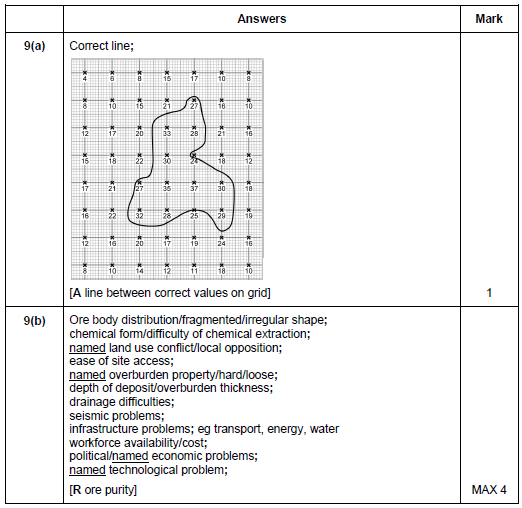 Answers Mark
9(a) Correct line;
4 6 8 15 17 10 8
8 10 15 21 27 16 10
12 17 20 33 28 21 16
15 18 22 30 24 18 12
17 21 27 35 37 30 18
16 22 32 28 25 29 19
12 16 20 17 19 24 16
8 10 14 12 11 18 10
[A line between correct values on grid] 1
9(b) Ore body distribution/fragmented/irregular shape;
chemical form/difficulty of chemical extraction;
named land use conflict/local opposition;
ease of site access;
named overburden property/hard/loose;
depth of deposit/overburden thickness;
drainage difficulties;
seismic problems;
infrastructure problems; eg transport, energy, water
workforce availability/cost;
political/named economic problems;
named technological problem;
[R ore purity] MAX 4